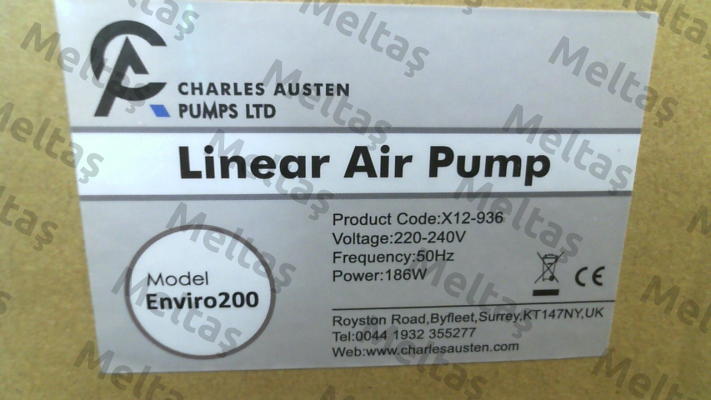 CHARLES AUSTEN
PUMPS LTD
Linear Air Pump
Model
Enviro200
Product Code:X12-936
Voltage:220-240V
Frequency:50Hz
Power:186W
CE
Royston Road,Byfleet,Surrey,KT147NY,UK
Tel:0044 1932 355277
Web:www.charlesausten.com
Meltaş